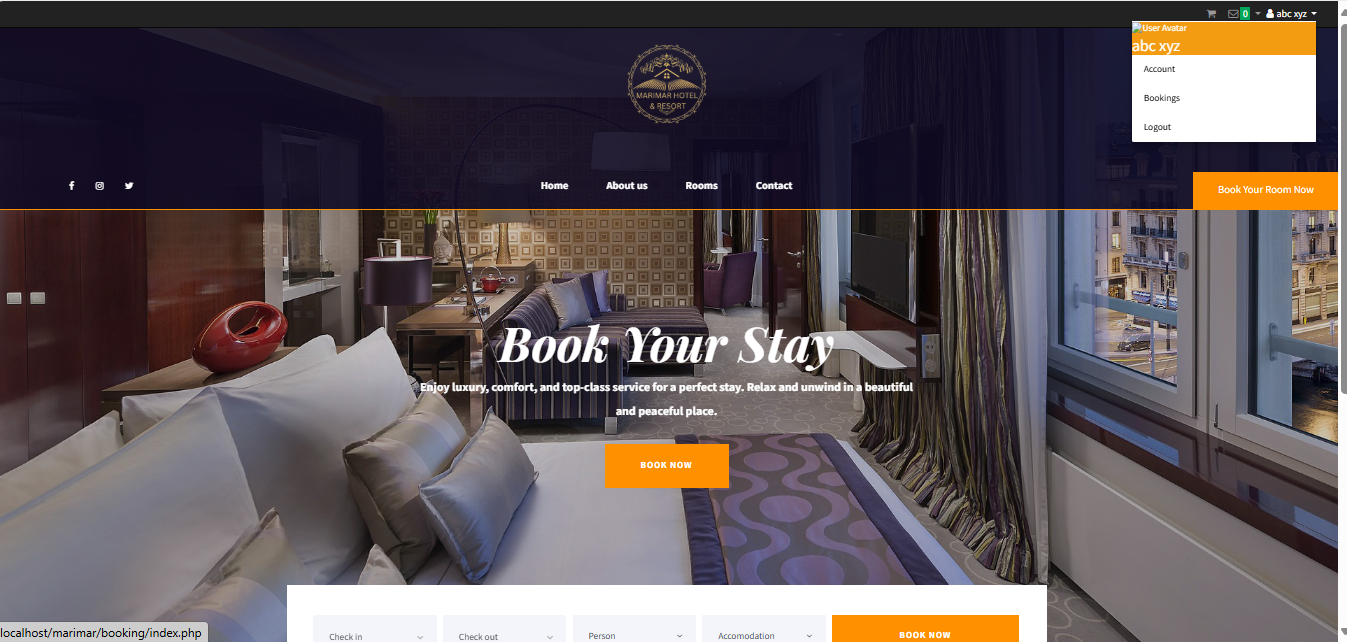 0
abc xyz
User Avatar
abc xyz
Account
Bookings
Logout
MARIMAR HOTEL
& RESORT
Home
About us
Rooms
Contact
Book Your Room Now
Book Your Stay
Enjoy luxury, comfort, and top-class service for a perfect stay. Relax and unwind in a beautiful
and peaceful place.
BOOK NOW
Check in
Check out
Person
Accomodation
BOOK NOW
localhost/marimar/booking/index.php